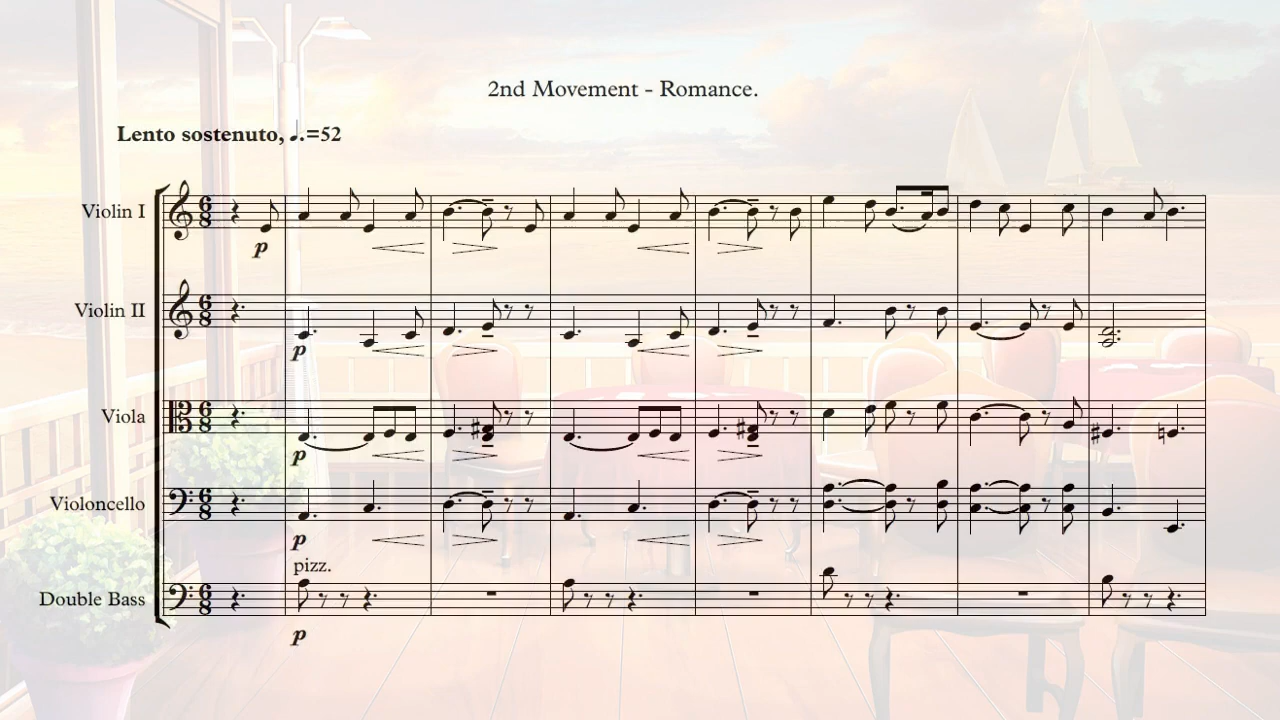 2nd Movement - Romance.
Lento sostenuto, ♩.=52
Violin I
p
Violin II
p
Viola
p
Violoncello
p
pizz.
Double Bass
p